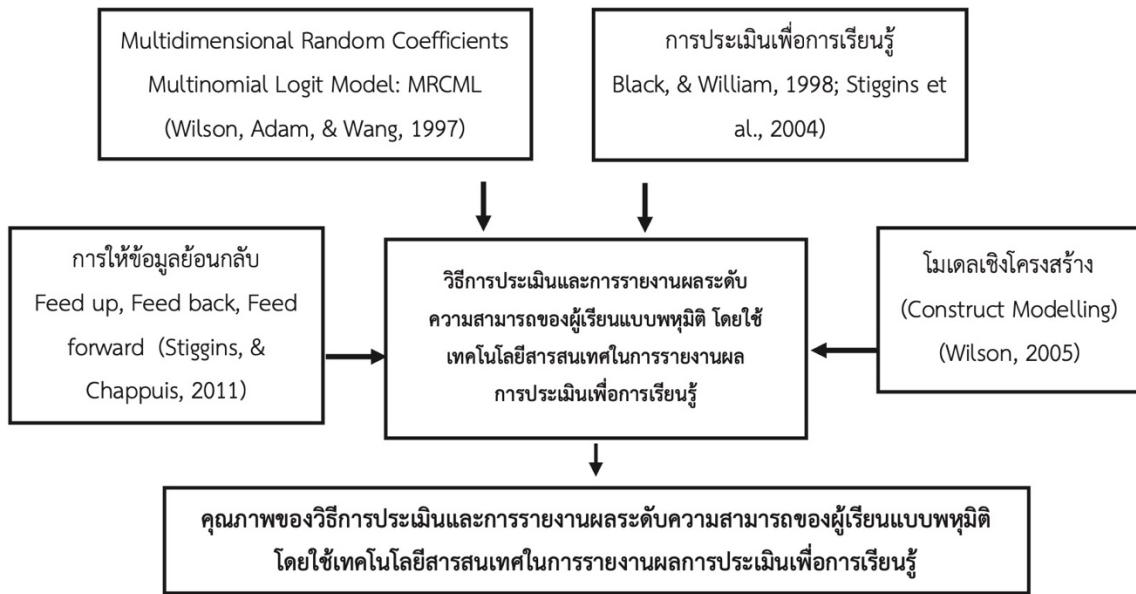 Multidimensional Random Coefficients
Multinomial Logit Model: MRCML
(Wilson, Adam, & Wang, 1997)
การประเมินเพื่อการเรียนรู้
Black, & William, 1998; Stiggins et
al., 2004)
การให้ข้อมูลย้อนกลับ
Feed up, Feed back, Feed
forward (Stiggins, &
Chappuis, 2011)
วิธีการประเมินและการรายงานผลระดับ
ความสามารถของผู้เรียนแบบพหุมิติ โดยใช้
เทคโนโลยีสารสนเทศในการรายงานผล
การประเมินเพื่อการเรียนรู้
โมเดลเชิงโครงสร้าง
(Construct Modelling)
(Wilson, 2005)
คุณภาพของวิธีการประเมินและการรายงานผลระดับความสามารถของผู้เรียนแบบพหุมิติ
โดยใช้เทคโนโลยีสารสนเทศในการรายงานผลการประเมินเพื่อการเรียนรู้